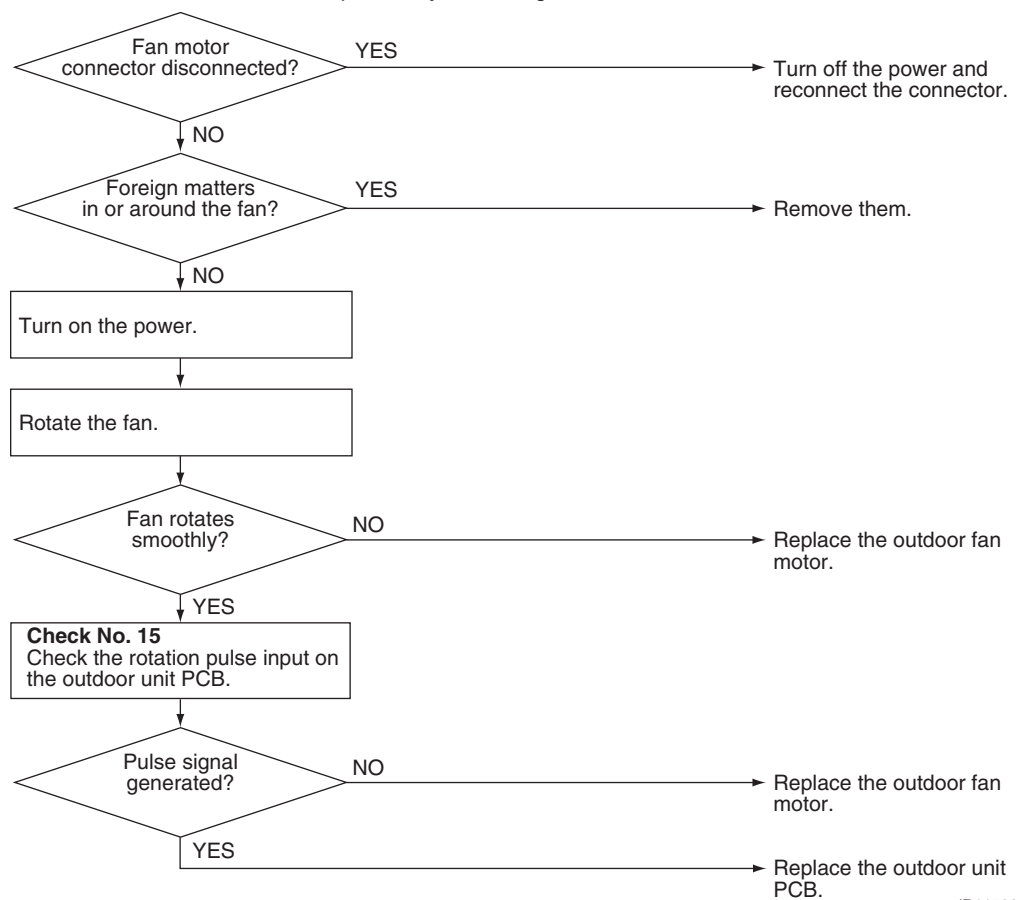 Fan motor
connector disconnected?
YES
Turn off the power and
reconnect the connector.
NO
Foreign matters
in or around the fan?
YES
Remove them.
NO
Turn on the power.
Rotate the fan.
Fan rotates
smoothly?
NO
Replace the outdoor fan
motor.
YES
Check No. 15
Check the rotation pulse input on
the outdoor unit PCB.
Pulse signal
generated?
NO
Replace the outdoor fan
motor.
YES
Replace the outdoor unit
PCB.